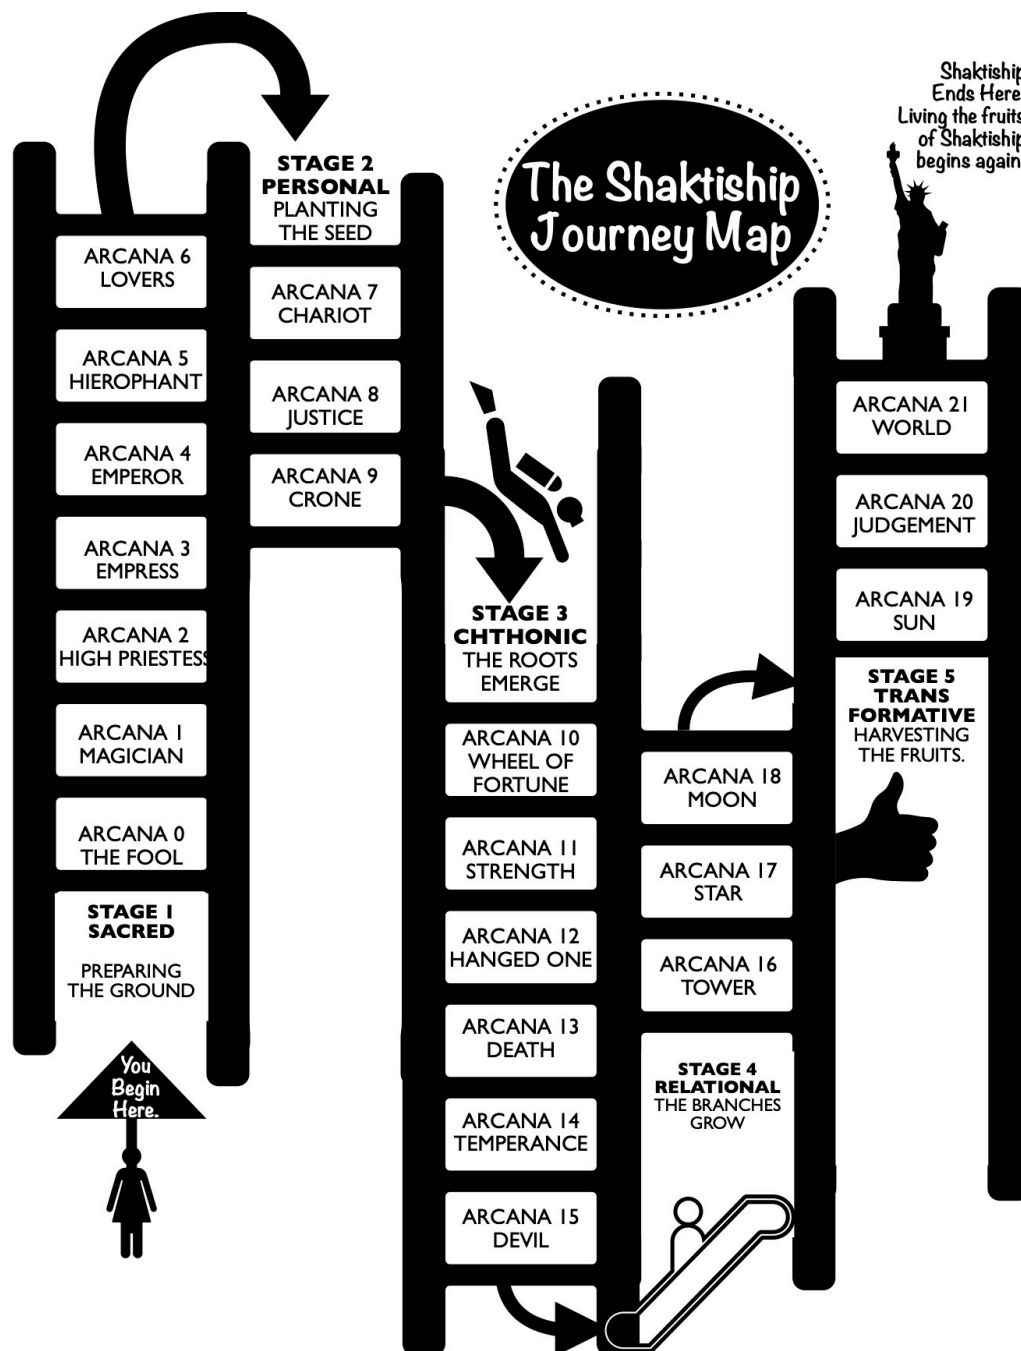 The Shaktiship
Journey Map
Shaktiship
Ends Here.
Living the fruits
of Shaktiship
begins again.
ARCANA 6
LOVERS
ARCANA 5
HIEROPHANT
ARCANA 4
EMPEROR
ARCANA 3
EMPRESS
ARCANA 2
HIGH PRIESTESS
ARCANA 1
MAGICIAN
ARCANA 0
THE FOOL
STAGE 1
SACRED
PREPARING
THE GROUND
You
Begin
Here.
STAGE 2
PERSONAL
PLANTING
THE SEED
ARCANA 7
CHARIOT
ARCANA 8
JUSTICE
ARCANA 9
CRONE
STAGE 3
CHTHONIC
THE ROOTS
EMERGE
ARCANA 10
WHEEL OF
FORTUNE
ARCANA 11
STRENGTH
ARCANA 12
HANGED ONE
ARCANA 13
DEATH
ARCANA 14
TEMPERANCE
ARCANA 15
DEVIL
ARCANA 18
MOON
ARCANA 17
STAR
ARCANA 16
TOWER
STAGE 4
RELATIONAL
THE BRANCHES
GROW
ARCANA 21
WORLD
ARCANA 20
JUDGEMENT
ARCANA 19
SUN
STAGE 5
TRANS
FORMATIVE
HARVESTING
THE FRUITS.